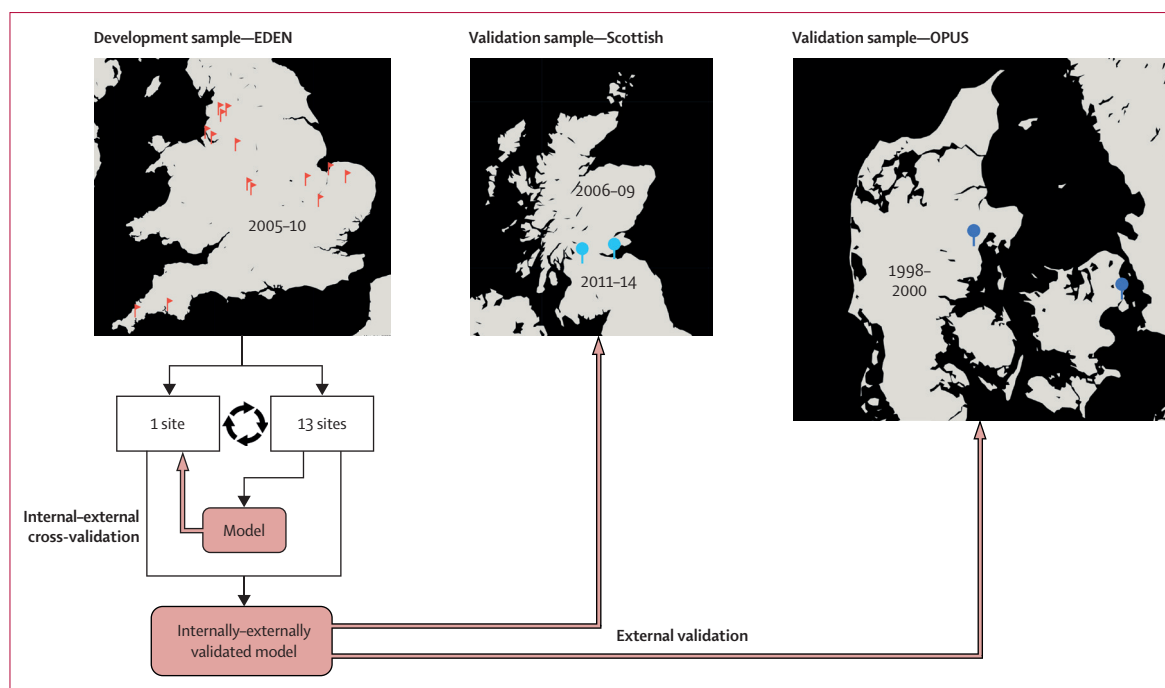 Development sample—EDEN
Validation sample—Scottish
Validation sample—OPUS
2005–10
2006–09
2011–14
1998–
2000
1 site
13 sites
Internal–external
cross-validation
Model
Internally–externally
validated model
External validation